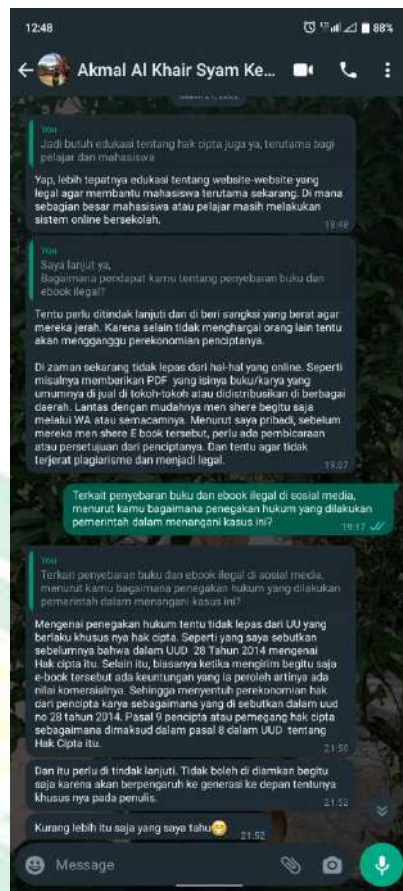 12:48
88%
Akmal Al Khair Syam Ke...
You
Jadi butuh edukasi tentang hak cipta juga ya, terutama bagi
pelajar dan mahasiswa
Yap, lebih tepatnya edukasi tentang website-website yang
legal agar membantu mahasiswa terutama sekarang. Di mana
sebagian besar mahasiswa atau pelajar masih melakukan
sistem online bersekolah.
18:48
You
Saya lanjut ya,
Bagaimana pendapat kamu tentang penyebaran buku dan
ebook ilegal?
Tentu perlu ditindak lanjuti dan di beri sangksi yang berat agar
mereka jerah. Karena selain tidak menghargai orang lain tentu
akan mengganggu perekonomian penciptanya.
Di zaman sekarang tidak lepas dari hal-hal yang online. Seperti
misalnya membarikan PDF yang isinya buku/karya yang
umumnya di jual di tokoh-tokoh atau didistribusikan di berbagai
daerah. Lantas dengan mudahnya men share begitu saja
melalui WA atau semacamnya. Menurut saya pribadi, sebelum
mereka men share E book tersebut, perlu ada pembicaraan
atau persetujuan dari penciptanya. Dan tentu agar tidak
terjerat plagiarisme dan menjadi legal.
19:07
Terkait penyebaran buku dan ebook ilegal di sosial media,
menurut kamu bagaimana penegakan hukum yang dilakukan
pemerintah dalam menangani kasus ini?
19:17
You
Terkait penyebaran buku dan ebook ilegal di sosial media,
menurut kamu bagaimana penegakan hukum yang dilakukan
pemerintah dalam menangani kasus ini?
Mengenai penegakan hukum tentu tidak lepas dari UU yang
berlaku khusus nya hak cipta. Seperti yang saya sebutkan
sebelumnya bahwa dalam UUD 28 Tahun 2014 mengenai
Hak cipta itu. Selain itu, biasanya ketika mengirim begitu saja
e-book tersebut ada keuntungan yang ia peroleh artinya ada
nilai komersialnya. Sehingga menyentuh perekonomian hak
dari pencipta karya sebagaimana yang di sebutkan dalam uud
no 28 tahun 2014. Pasal 9 pencipta atau pemegang hak cipta
sebagaimana dimaksud dalam pasal 8 dalam UUD tentang
Hak Cipta itu.
21:50
Dan itu perlu di tindak lanjuti. Tidak boleh di diamkan begitu
saja karena akan berpengaruh ke generasi ke depan tentunya
khusus nya pada penulis.
21.52
Kurang lebih itu saja yang saya tahu😁
21.52
Message